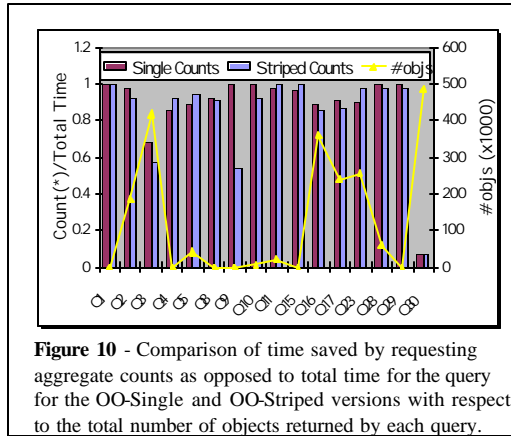 1.2
1
0.8
0.6
0.4
0.2
0
Count(*)/Total Time
Single Counts Striped Counts #objs
600
500
400
300
200
100
0
#objs (x1000)
Q1 Q2 Q3 Q4 Q5 Q8 Q9 Q10 Q11 Q15 Q16 Q17 Q23 Q28 Q29 Q30
Figure 10 - Comparison of time saved by requesting
aggregate counts as opposed to total time for the query
for the OO-Single and OO-Striped versions with respect
to the total number of objects returned by each query.